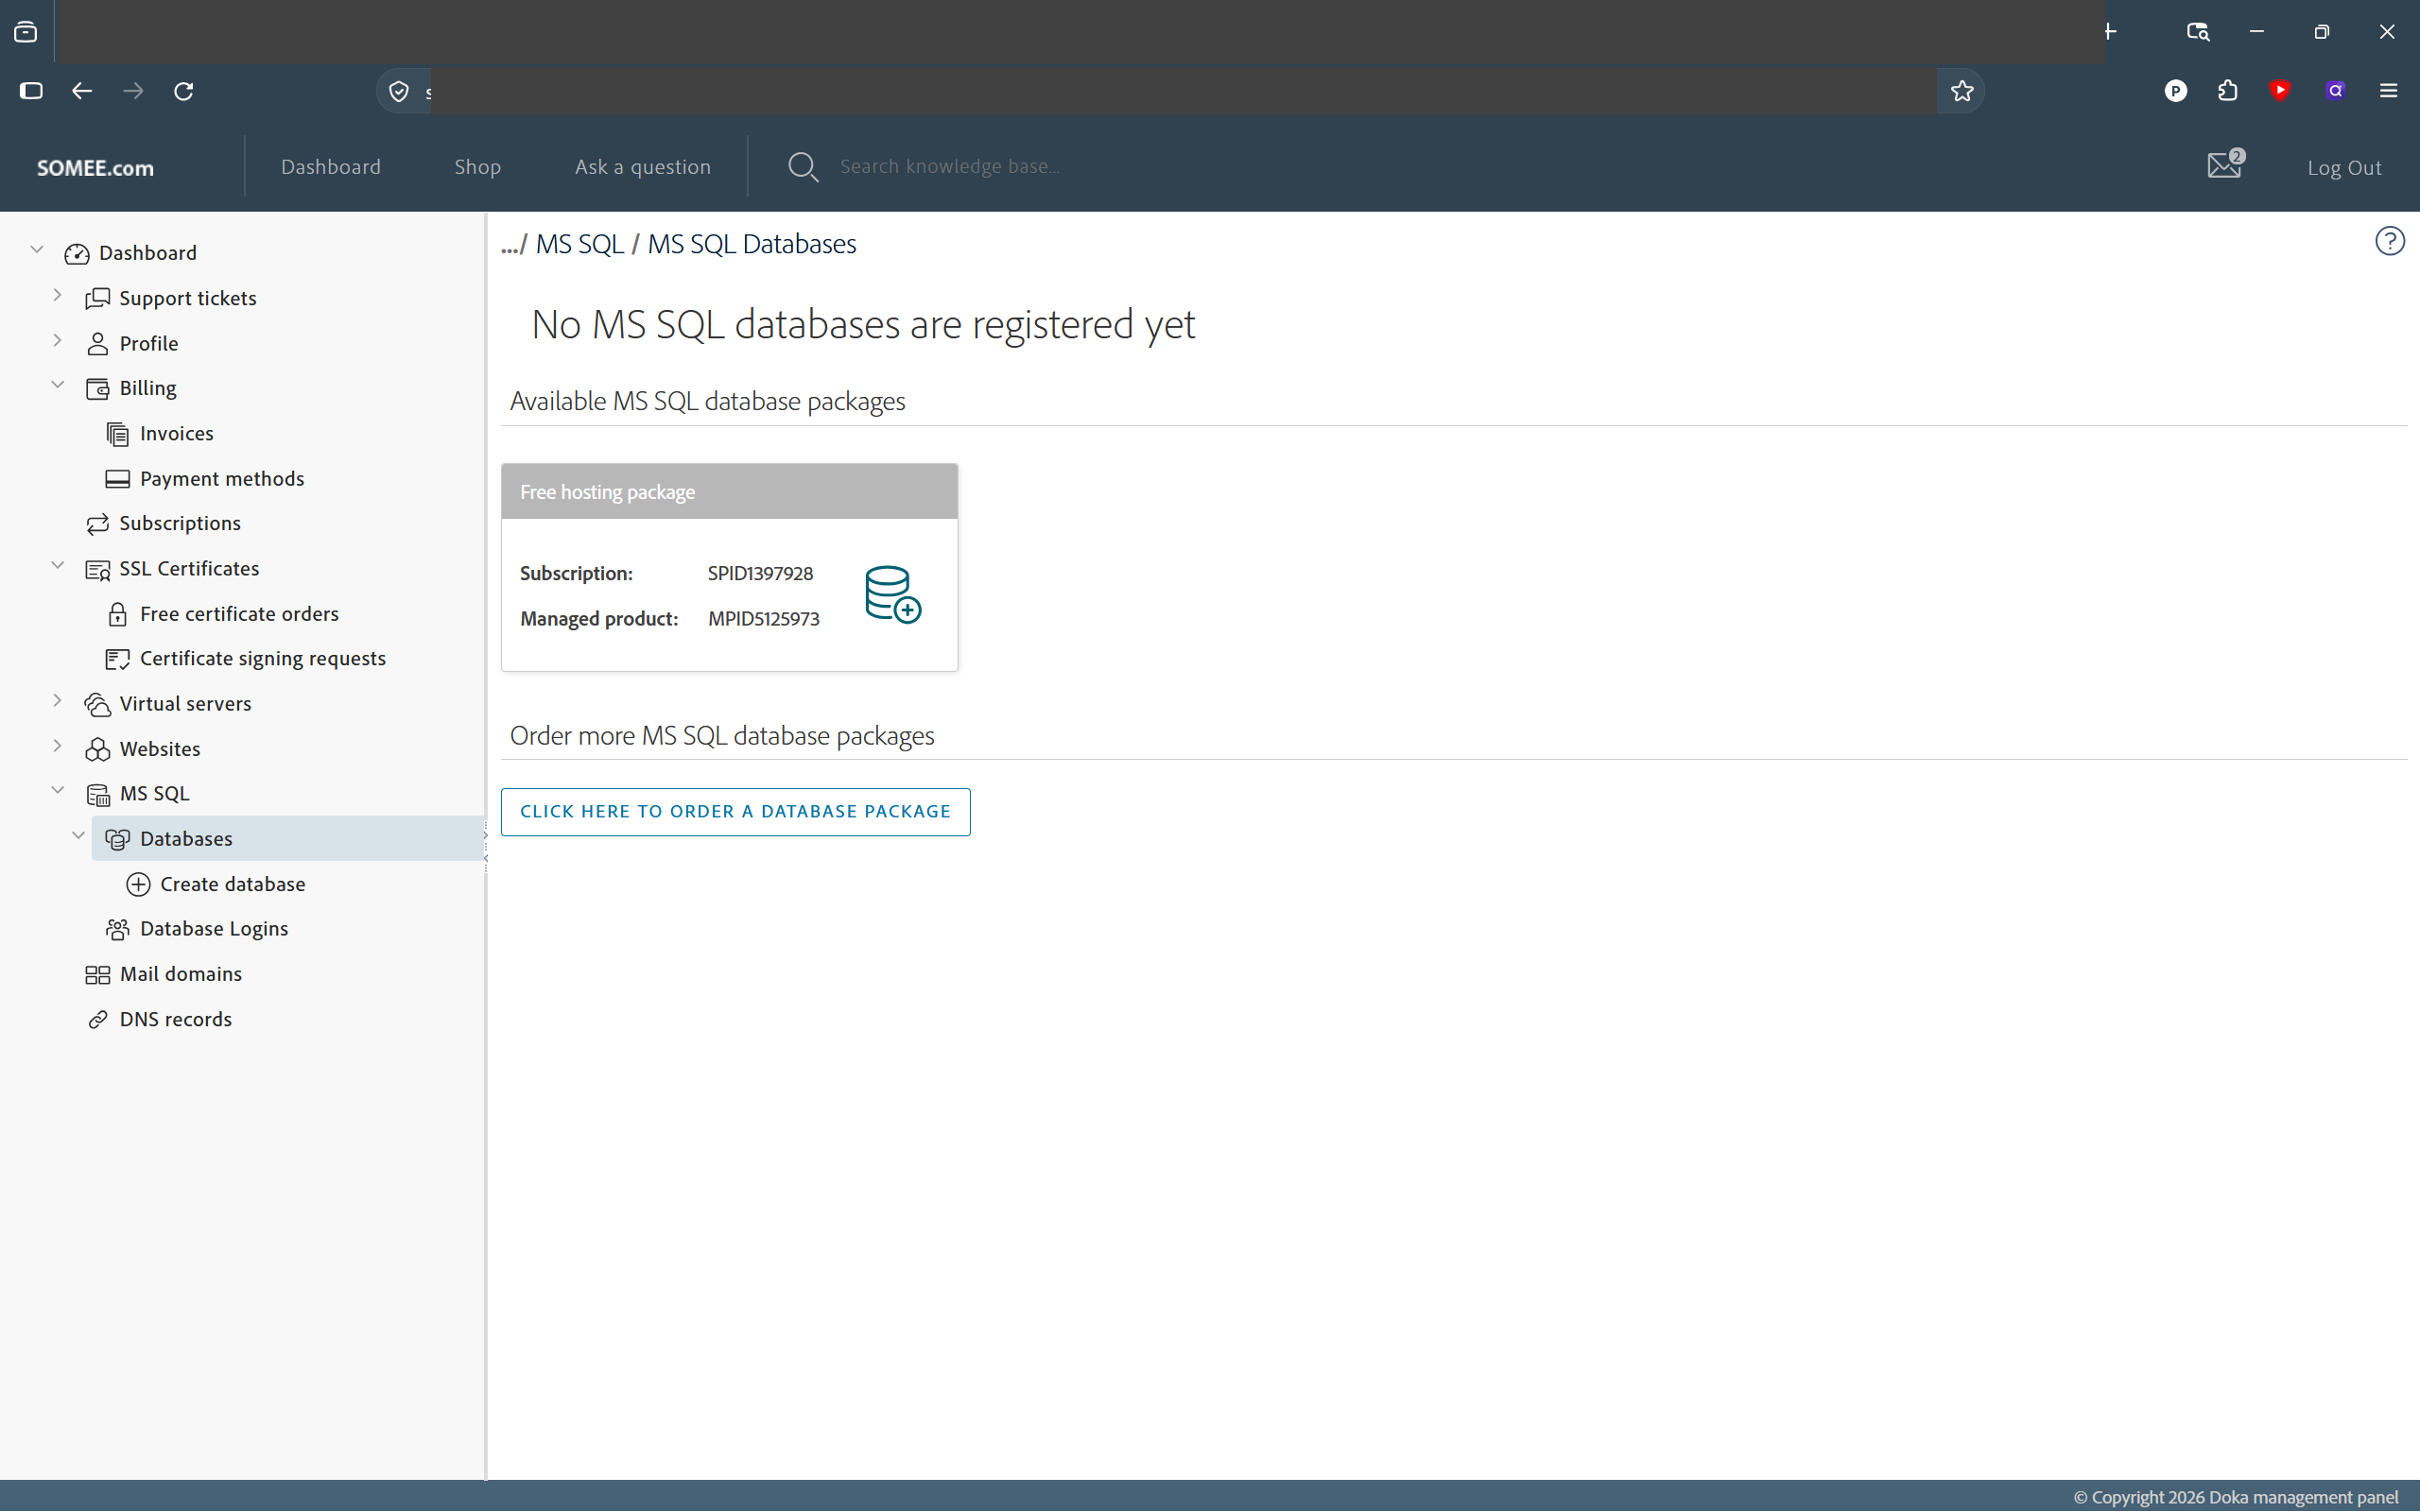 SOMEE.com
Dashboard
Shop
Ask a question
Search knowledge base...
2
Log Out
Dashboard
Support tickets
Profile
Billing
Invoices
Payment methods
Subscriptions
SSL Certificates
Free certificate orders
Certificate signing requests
Virtual servers
Websites
MS SQL
Databases
Create database
Database Logins
Mail domains
DNS records
.../ MS SQL / MS SQL Databases
No MS SQL databases are registered yet
Available MS SQL database packages
Free hosting package
Subscription: SPID1397928
Managed product: MPID5125973
Order more MS SQL database packages
CLICK HERE TO ORDER A DATABASE PACKAGE
© Copyright 2026 Doka management panel